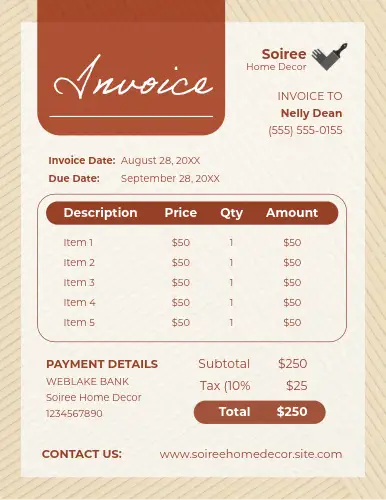 Invoice
Soiree
Home Decor
INVOICE TO
Nelly Dean
(555) 555-0155
Invoice Date: August 28, 20XX
Due Date: September 28, 20XX
Description Price Qty Amount
Item 1 $50 1 $50
Item 2 $50 1 $50
Item 3 $50 1 $50
Item 4 $50 1 $50
Item 5 $50 1 $50
PAYMENT DETAILS
WEBLAKE BANK
Soiree Home Decor
1234567890
Subtotal $250
Tax (10% $25
Total $250
CONTACT US: www.soireehomedecor.site.com